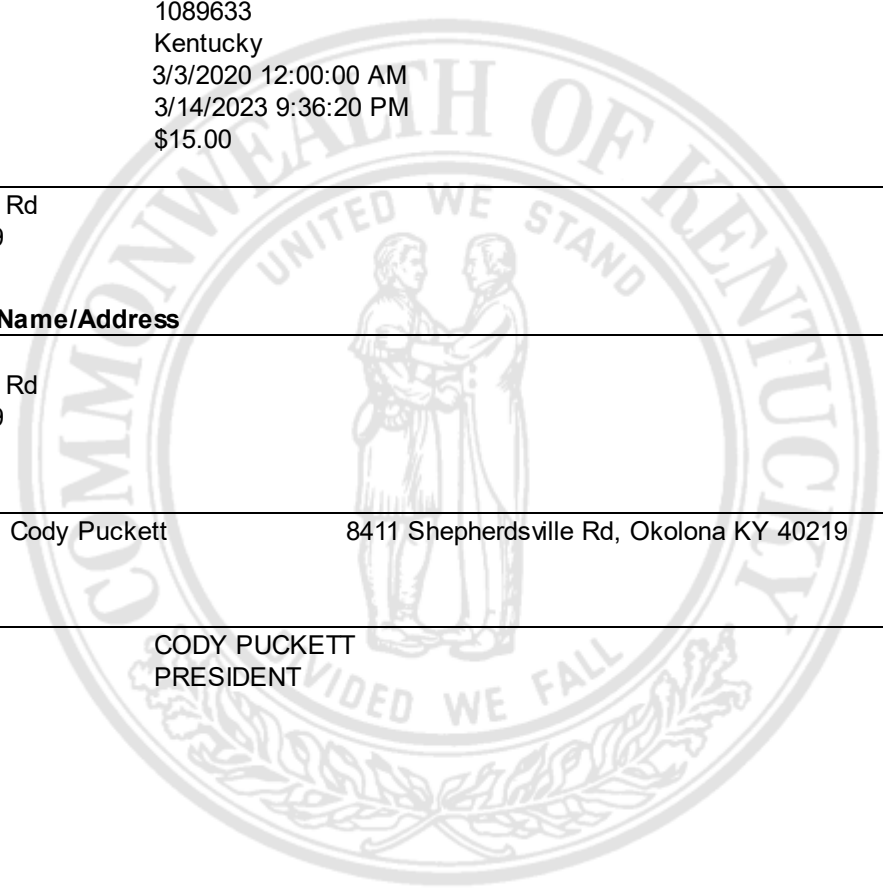 1089633
Kentucky
3/3/2020 12:00:00 AM
3/14/2023 9:36:20 PM
$15.00
Rd
9
Name/Address
Rd
9
Cody Puckett 8411 Shepherdsville Rd, Okolona KY 40219
CODY PUCKETT
PRESIDENT
COMMONWEALTH OF KENTUCKY
UNITED WE STAND
DIVIDED WE FALL